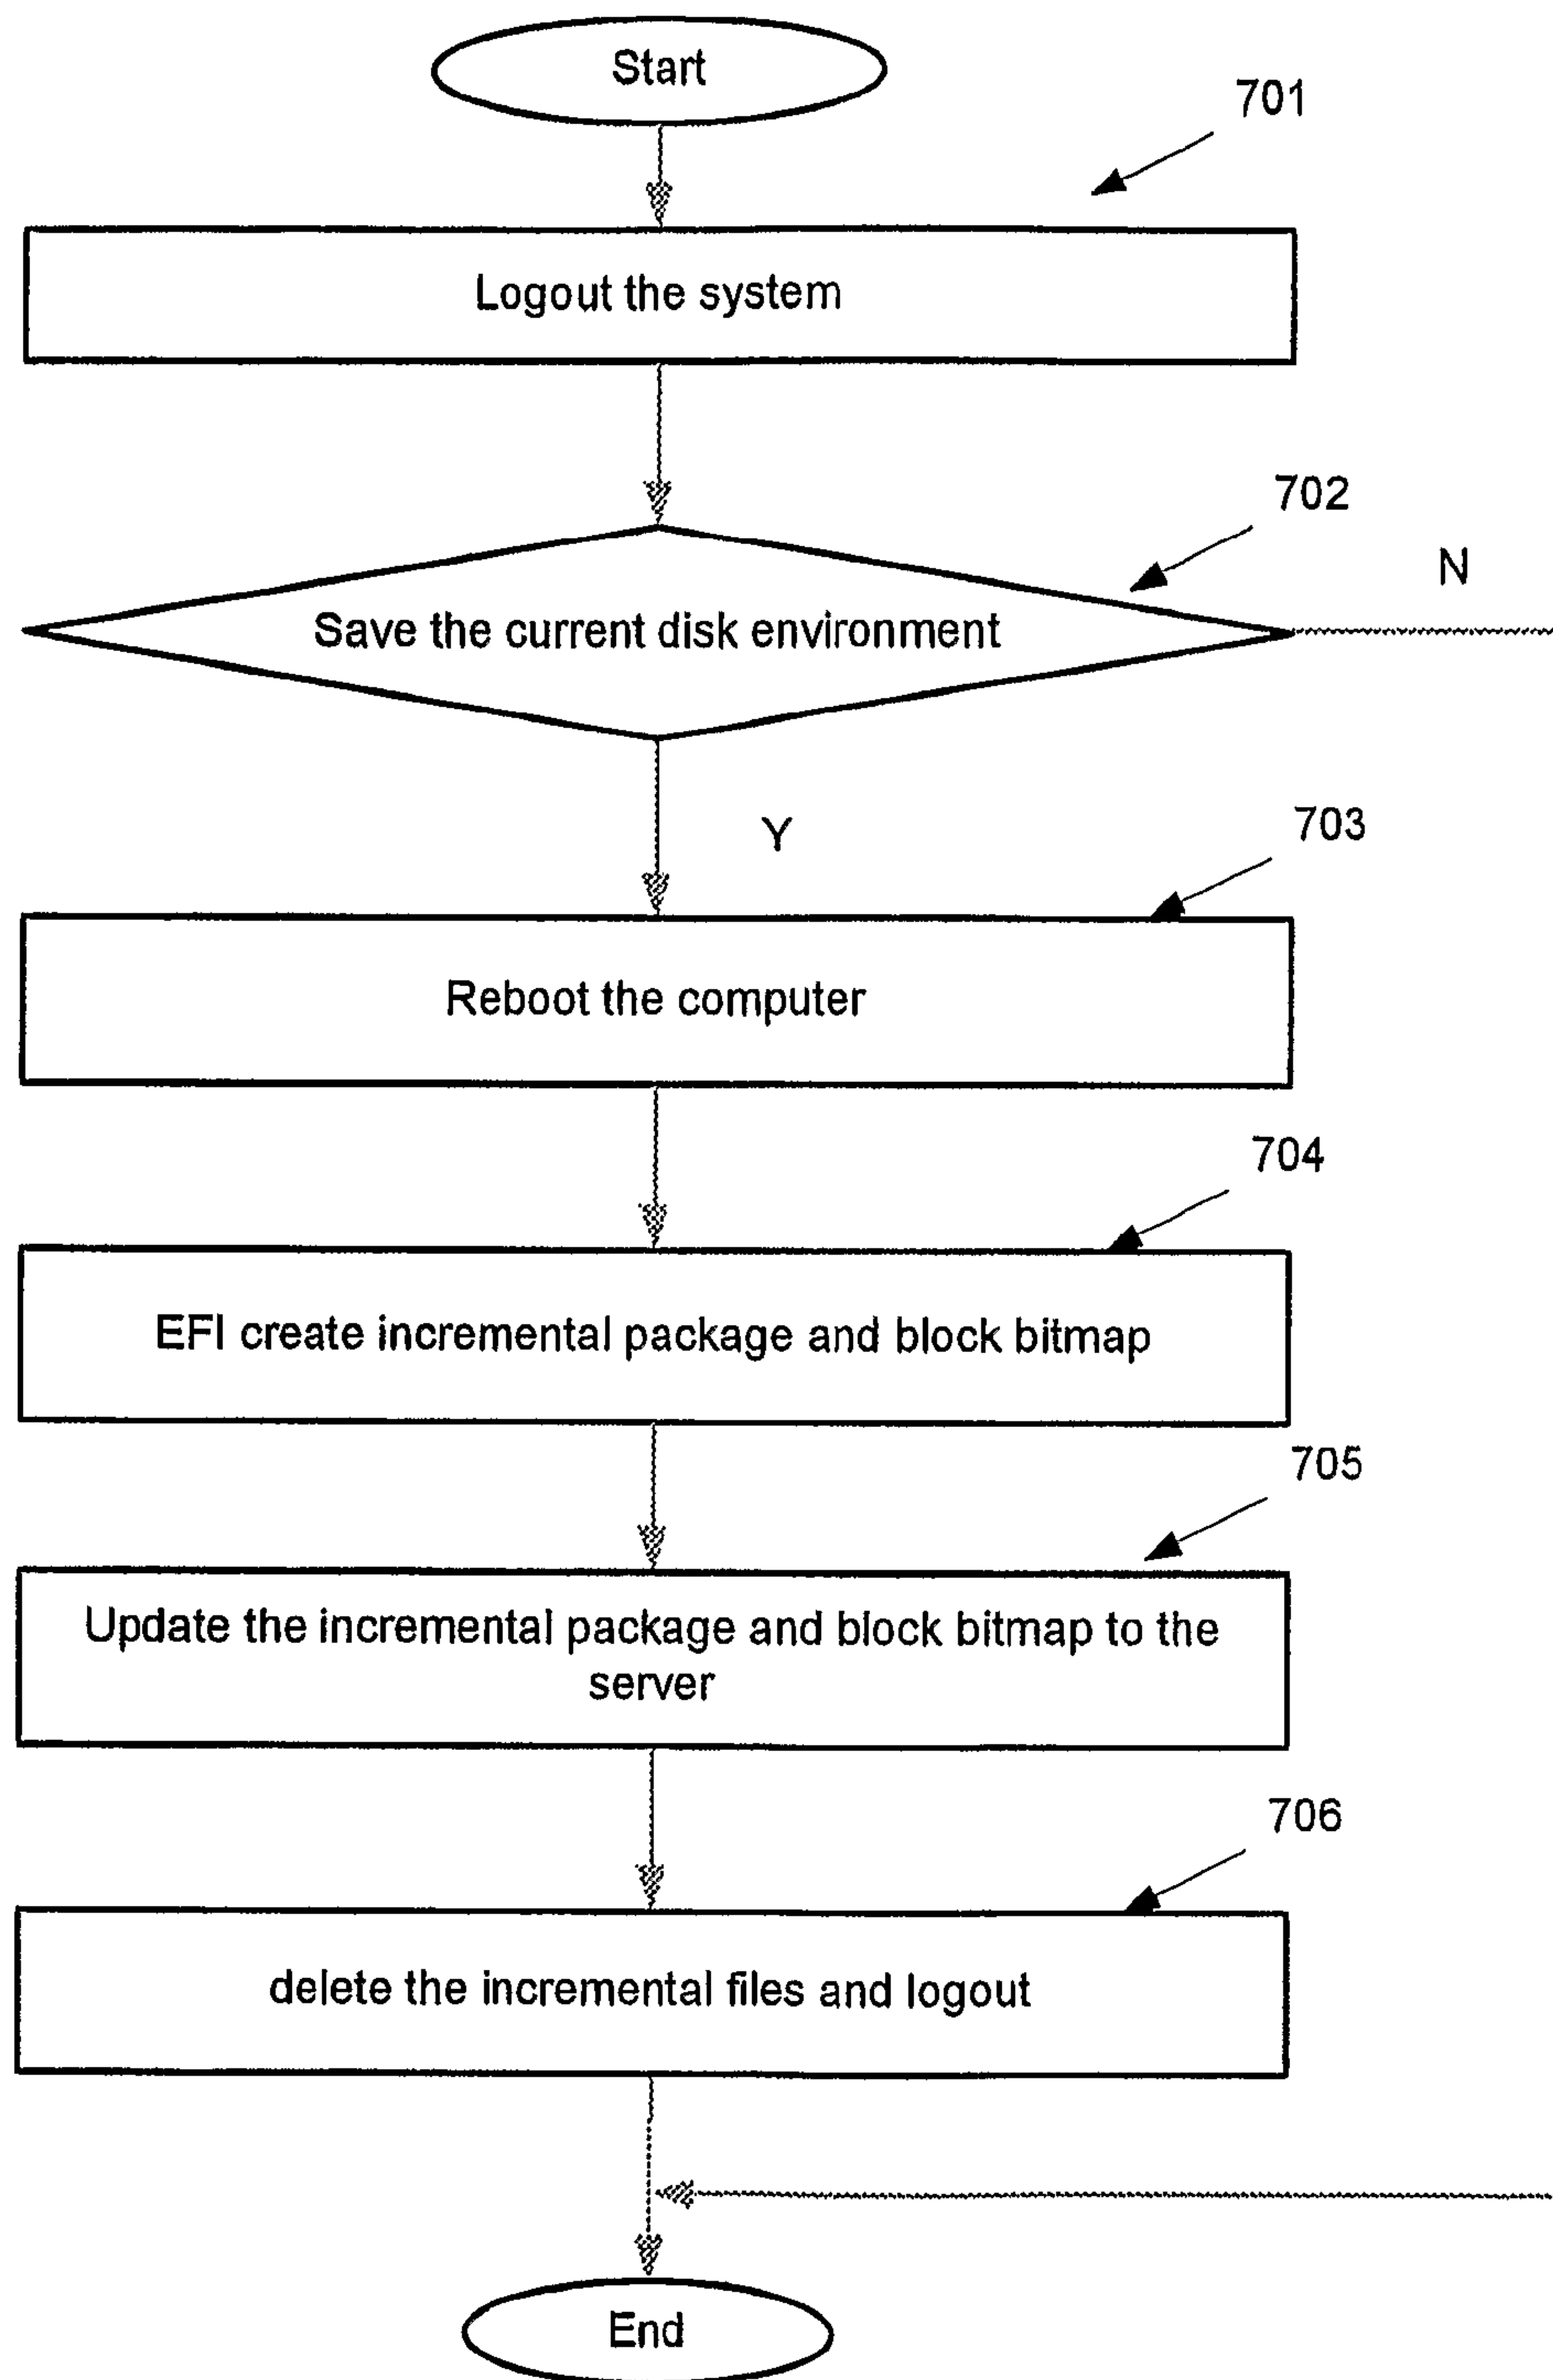 Start
701
Logout the system
702
N
Save the current disk environment
Y
703
Reboot the computer
704
EFI create incremental package and block bitmap
705
Update the incremental package and block bitmap to the
server
706
delete the incremental files and logout
End